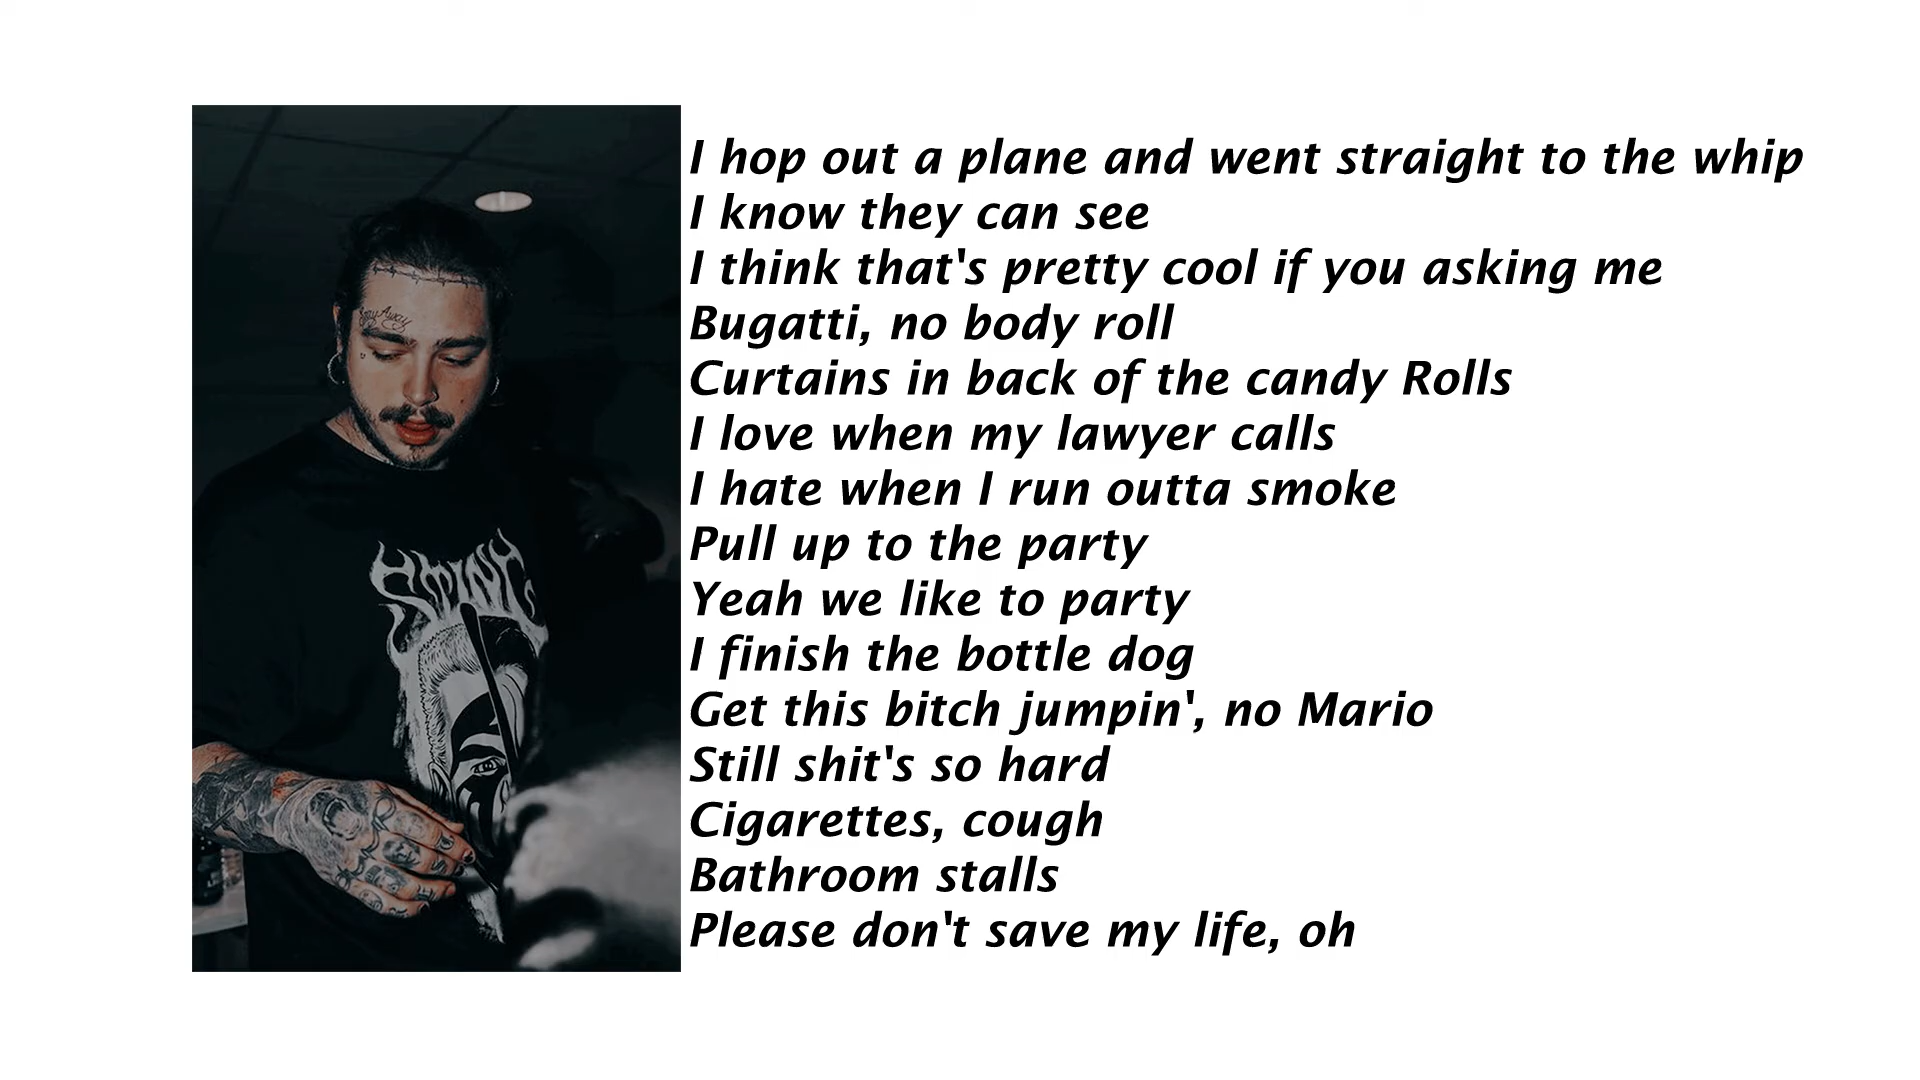 I hop out a plane and went straight to the whip
I know they can see
I think that's pretty cool if you asking me
Bugatti, no body roll
Curtains in back of the candy Rolls
I love when my lawyer calls
I hate when I run outta smoke
Pull up to the party
Yeah we like to party
I finish the bottle dog
Get this bitch jumpin', no Mario
Still shit's so hard
Cigarettes, cough
Bathroom stalls
Please don't save my life, oh
Stay Away